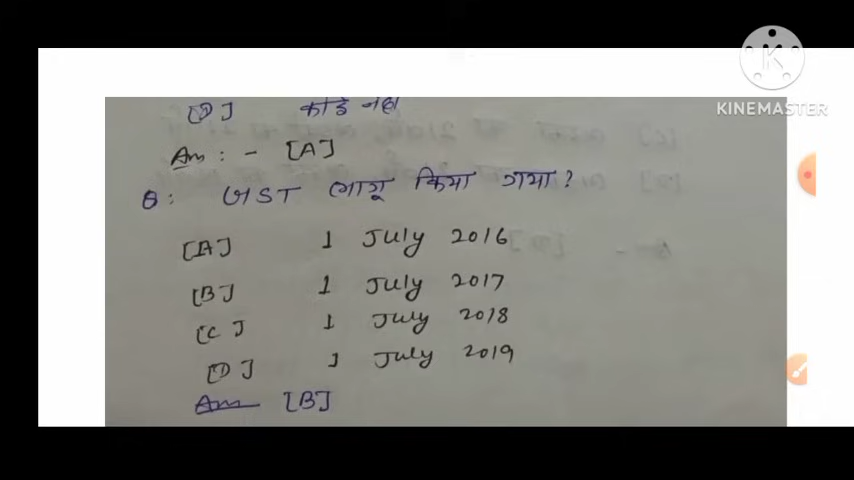 [D] कोई नहीं
Ans : - [A]
Q: GST लागू किया गया?
[A] 1 July 2016
[B] 1 July 2017
[C] 1 July 2018
[D] 1 July 2019
Ans [B]
KINEMASTER